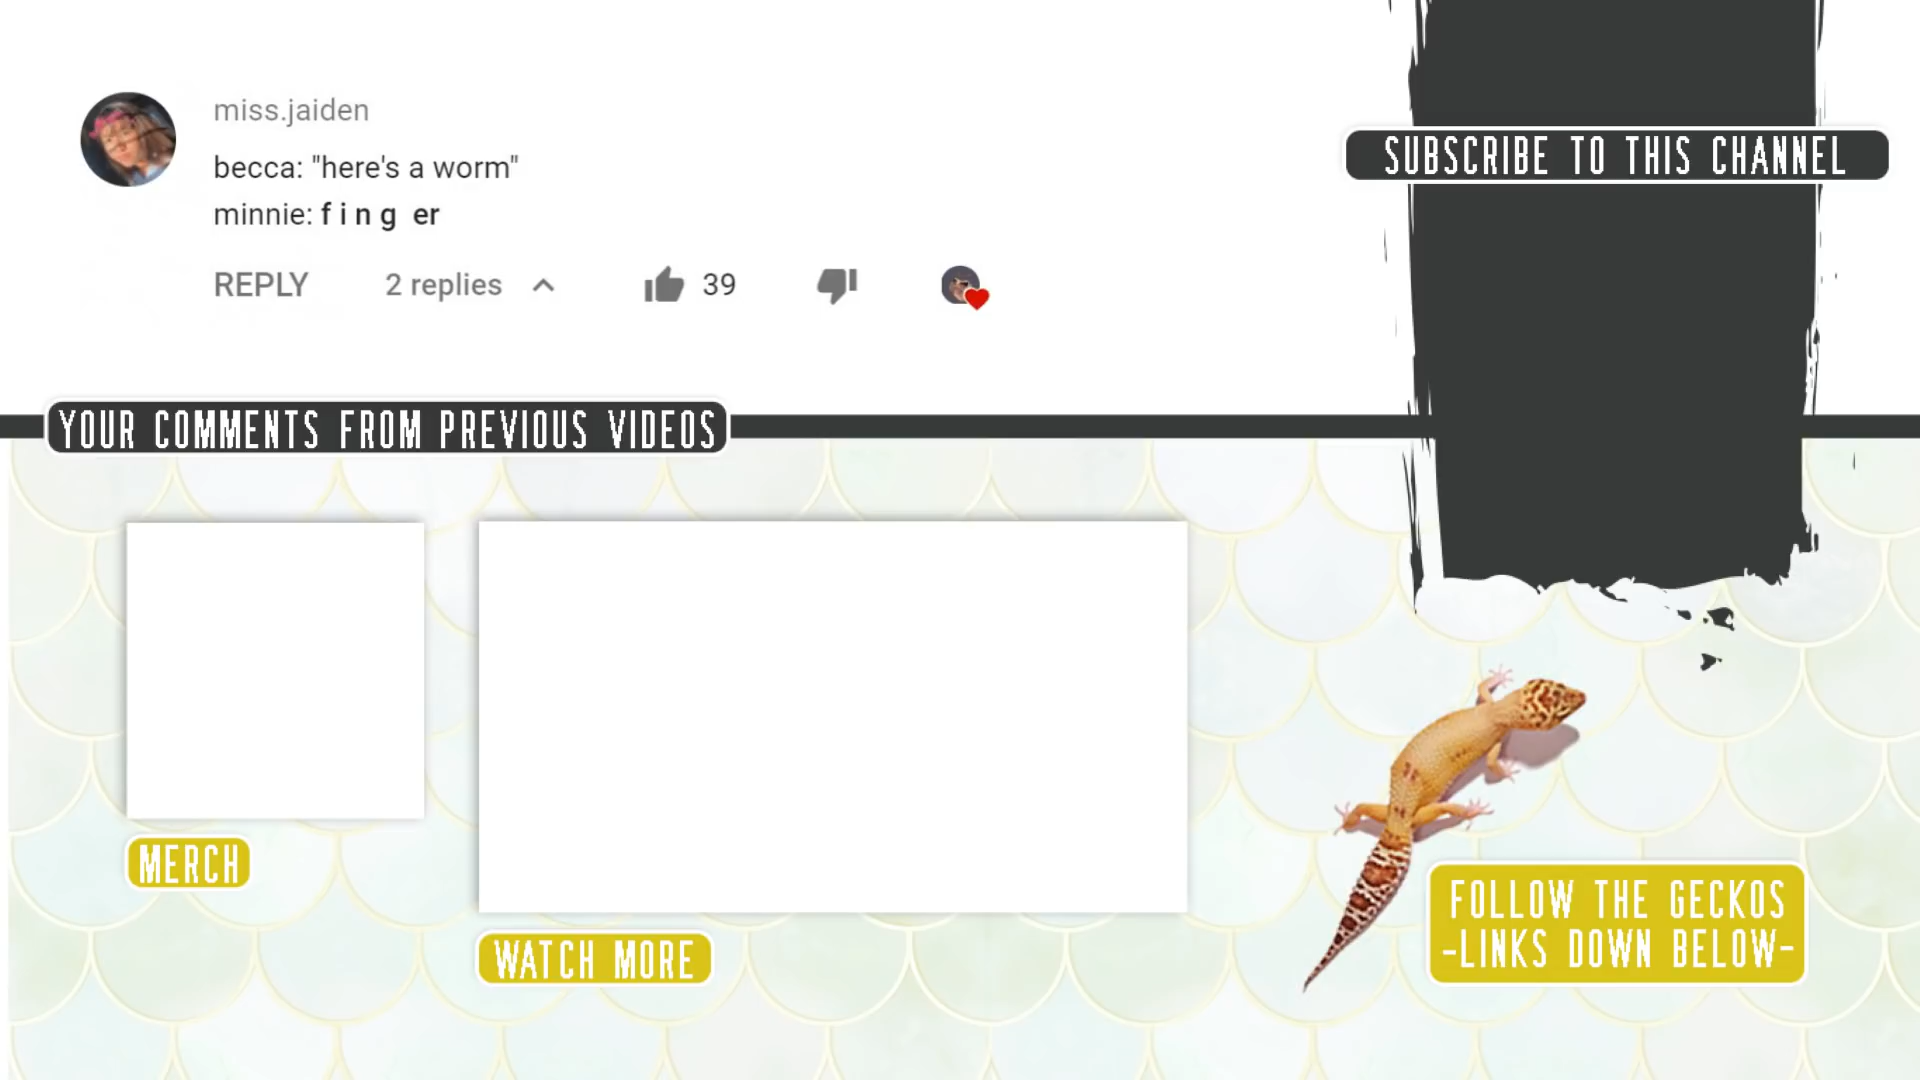 miss.jaiden
becca: "here's a worm"
minnie: f i n g  er
REPLY 2 replies 39
SUBSCRIBE TO THIS CHANNEL
YOUR COMMENTS FROM PREVIOUS VIDEOS
MERCH
WATCH MORE
FOLLOW THE GECKOS
-LINKS DOWN BELOW-